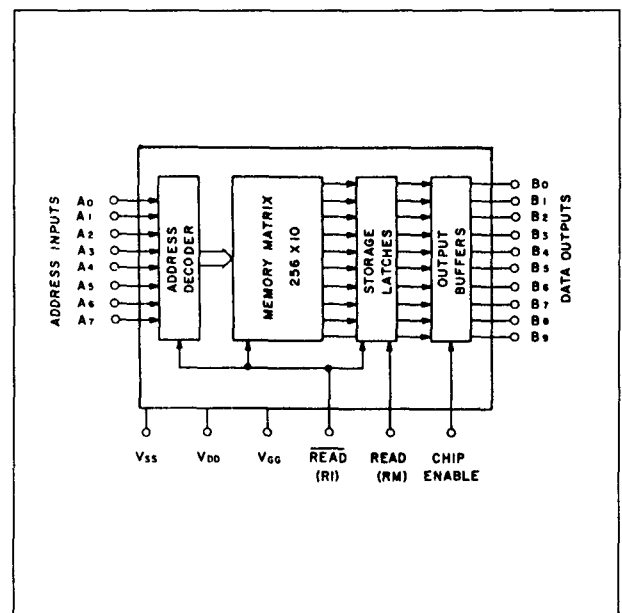 ADDRESS INPUTS
A0
A1
A2
A3
A4
A5
A6
A7
ADDRESS
DECODER
MEMORY MATRIX
256 X 10
STORAGE
LATCHES
OUTPUT
BUFFERS
B0
B1
B2
B3
B4
B5
B6
B7
B8
B9
DATA OUTPUTS
VSS
VDD
VGG
READ
(RI)
READ
(RM)
CHIP
ENABLE